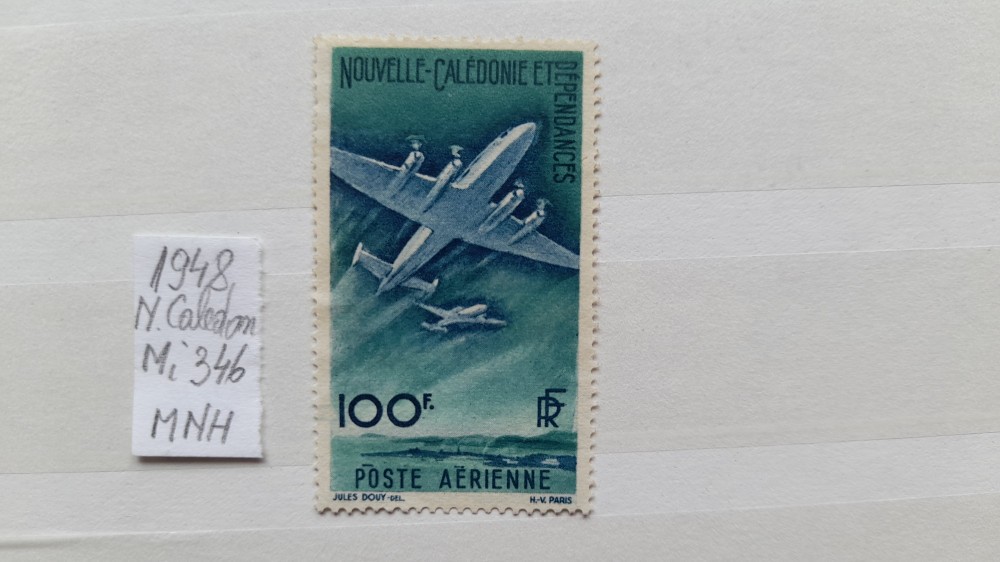 1948,
N. Caledon
Mi 346
MNH
NOUVELLE-CALÉDONIE ET
DÉPENDANCES
100F.
RF
POSTE AÉRIENNE
JULES DOUY-DEL. H.-V. PARIS